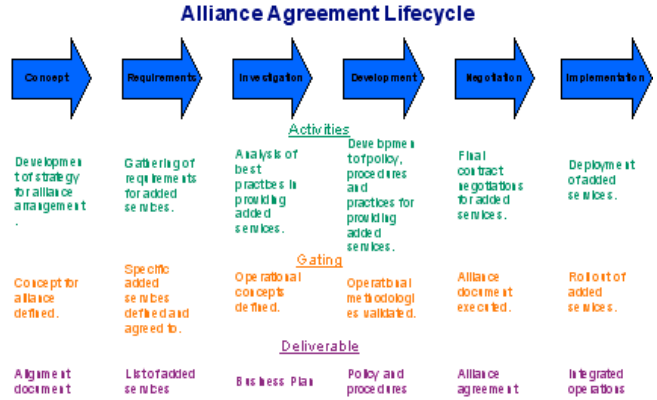 Alliance Agreement Lifecycle
Concept
Requirements
Investigation
Development
Negotiation
Implementation
Activities
Developmen
t of strategy
for alliance
arrangement
.
Gathering of
requirements
for added
services.
Analysis of
best
practices in
providing
added
services.
Development
of policy,
procedures
and
practices for
providing
added
services.
Final
contract
negotiations
for added
services.
Deployment
of added
services.
Gating
Concept for
alliance
defined.
Specific
added
services
defined and
agreed to.
Operational
concepts
defined.
Operational
methodologi
es validated.
Alliance
document
executed.
Rollout of
added
services.
Deliverable
Alignment
document
List of added
services
Business Plan
Policy and
procedures
Alliance
agreement
Integrated
operations